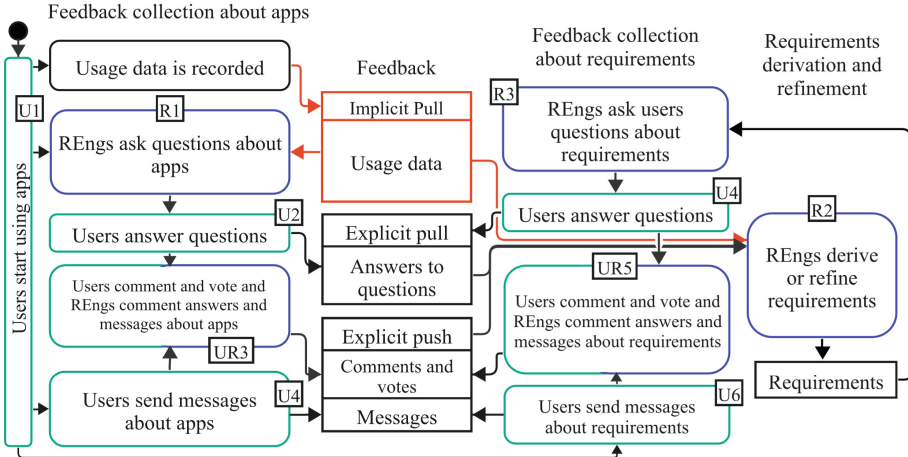 Feedback collection about apps
Users start using apps
U1
Usage data is recorded
R1
REngs ask questions about
apps
U2
Users answer questions
Users comment and vote and
REngs comment answers and
messages about apps
UR3
U4
Users send messages
about apps
Feedback
Implicit Pull
Usage data
Explicit pull
Answers to
questions
Explicit push
Comments and
votes
Messages
Feedback collection
about requirements
R3
REngs ask users
questions about
requirements
U4
Users answer questions
UR5
Users comment and vote and
REngs comment answers and
messages about requirements
U6
Users send messages
about requirements
Requirements
derivation and
refinement
R2
REngs derive
or refine
requirements
Requirements